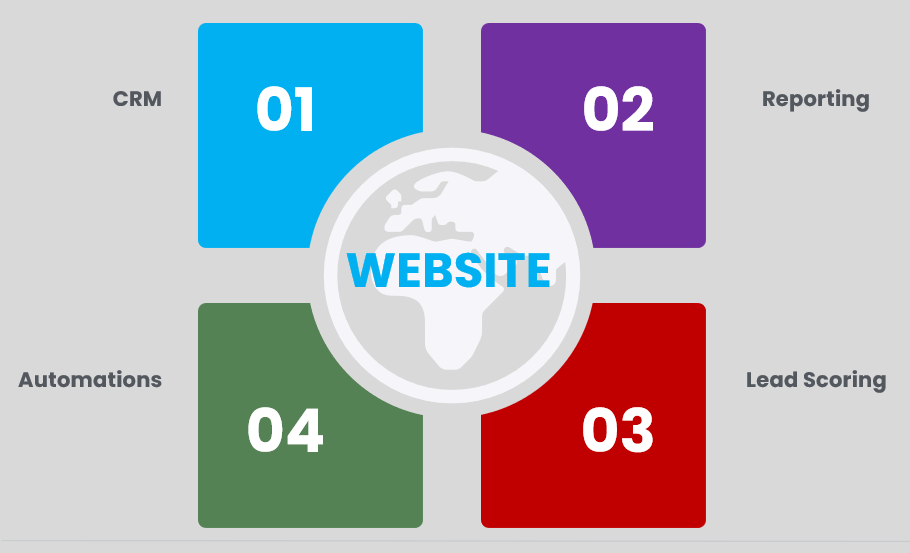 CRM
01
02
Reporting
WEBSITE
Automations
04
03
Lead Scoring